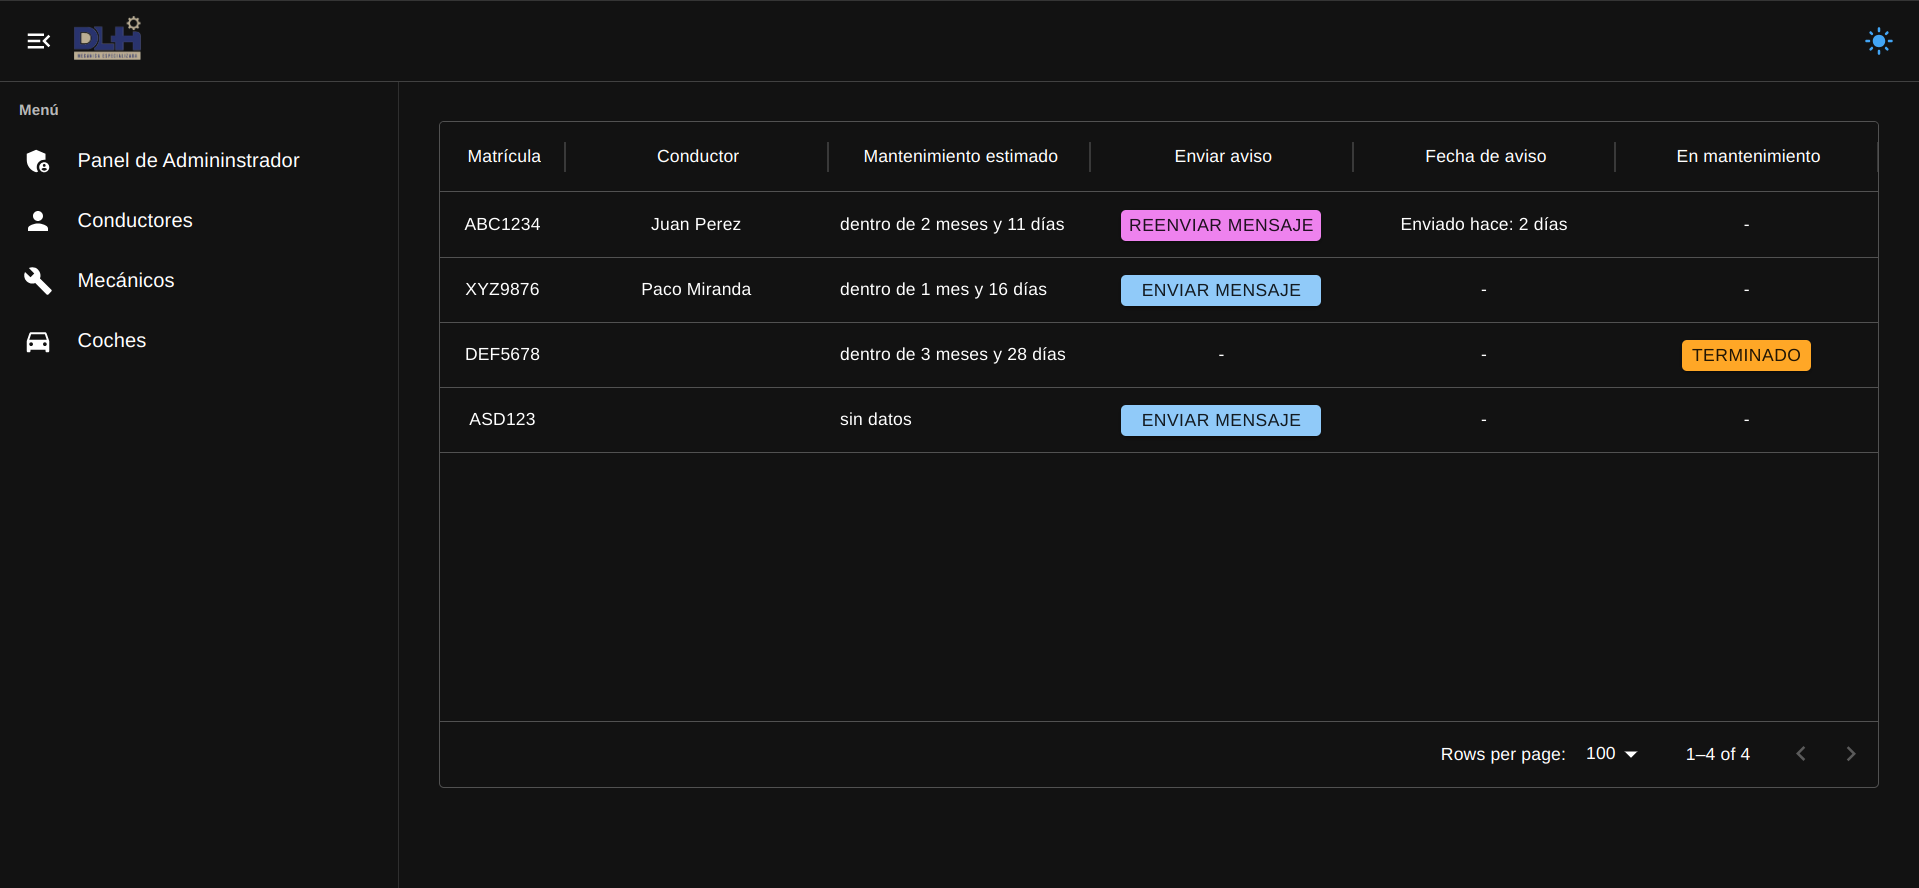 DLH
MECÁNICA ESPECIALIZADA
Menú
Panel de Admininstrador
Conductores
Mecánicos
Coches
Matrícula Conductor Mantenimiento estimado Enviar aviso Fecha de aviso En mantenimiento
ABC1234 Juan Perez dentro de 2 meses y 11 días REENVIAR MENSAJE Enviado hace: 2 días -
XYZ9876 Paco Miranda dentro de 1 mes y 16 días ENVIAR MENSAJE - -
DEF5678 dentro de 3 meses y 28 días - - TERMINADO
ASD123 sin datos ENVIAR MENSAJE - -
Rows per page: 100 1–4 of 4